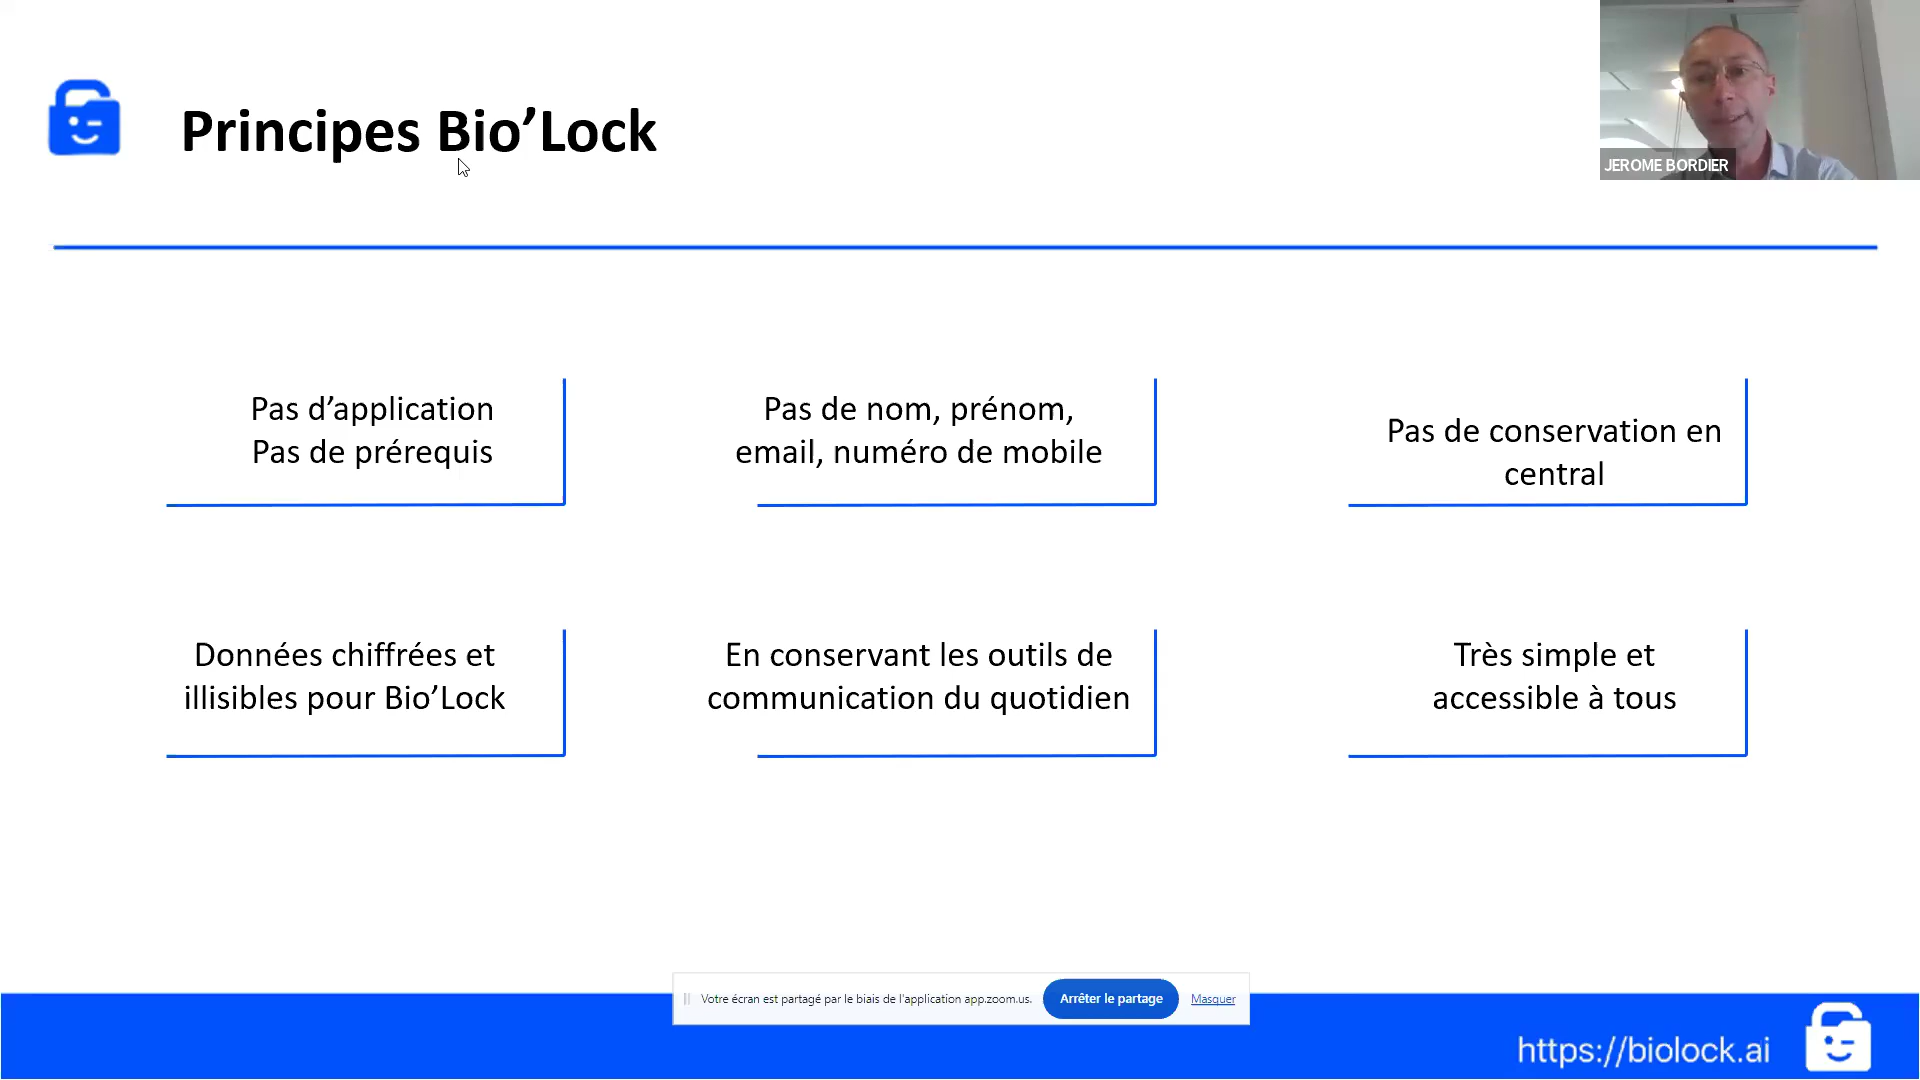 Principes Bio’Lock
JEROME BORDIER
Pas d’application
Pas de prérequis
Pas de nom, prénom,
email, numéro de mobile
Pas de conservation en
central
Données chiffrées et
illisibles pour Bio’Lock
En conservant les outils de
communication du quotidien
Très simple et
accessible à tous
Votre écran est partagé par le biais de l'application app.zoom.us.
Arrêter le partage
Masquer
https://biolock.ai